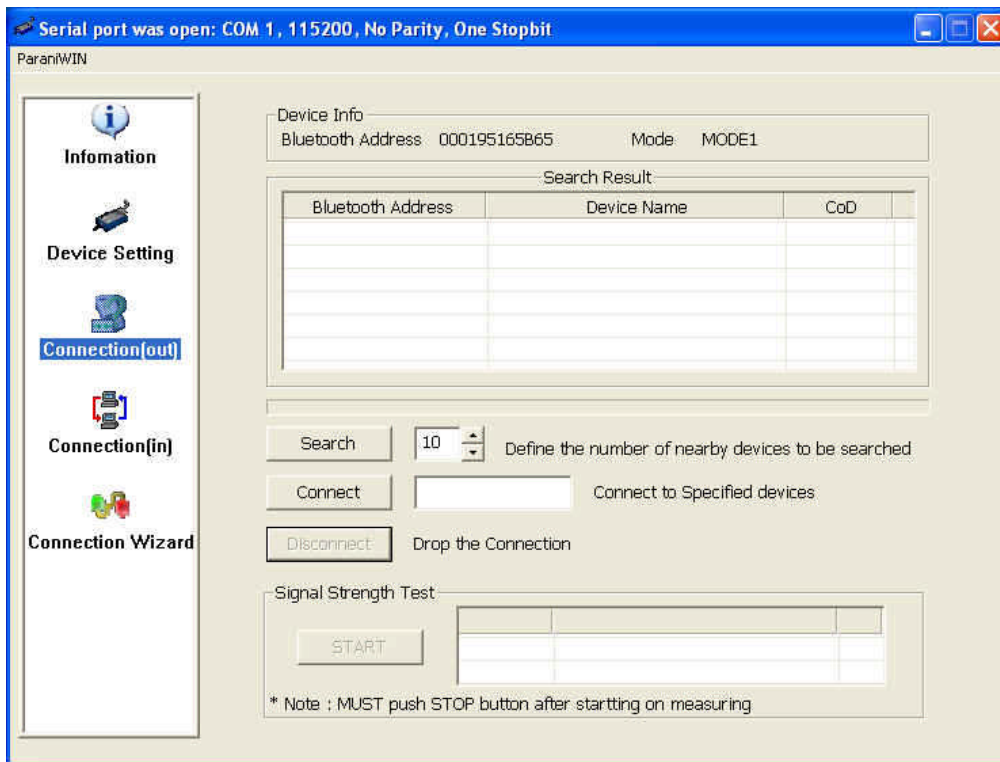 Serial port was open: COM 1, 115200, No Parity, One Stopbit
ParaniWIN
Infomation
Device Setting
Connection(out)
Connection(in)
Connection Wizard
Device Info
Bluetooth Address 000195165B65 Mode MODE1
Search Result
Bluetooth Address Device Name CoD
Search 10 Define the number of nearby devices to be searched
Connect Connect to Specified devices
Disconnect Drop the Connection
Signal Strength Test
START
* Note : MUST push STOP button after startting on measuring